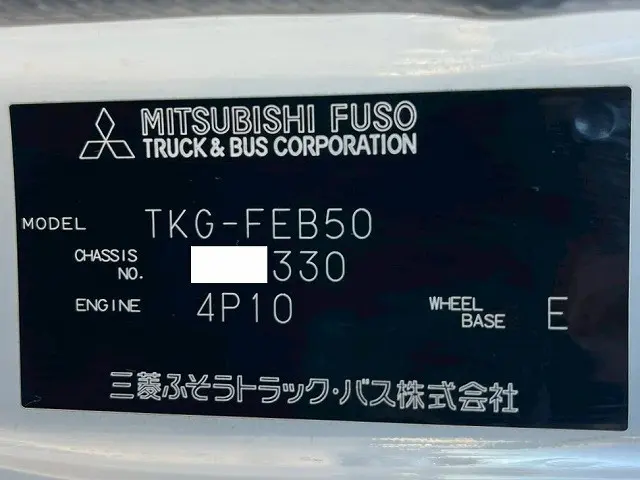 MITSUBISHI FUSO
TRUCK & BUS CORPORATION
MODEL TKG-FEB50
CHASSIS NO. 330
ENGINE 4P10 WHEEL BASE E
三菱ふそうトラック・バス株式会社